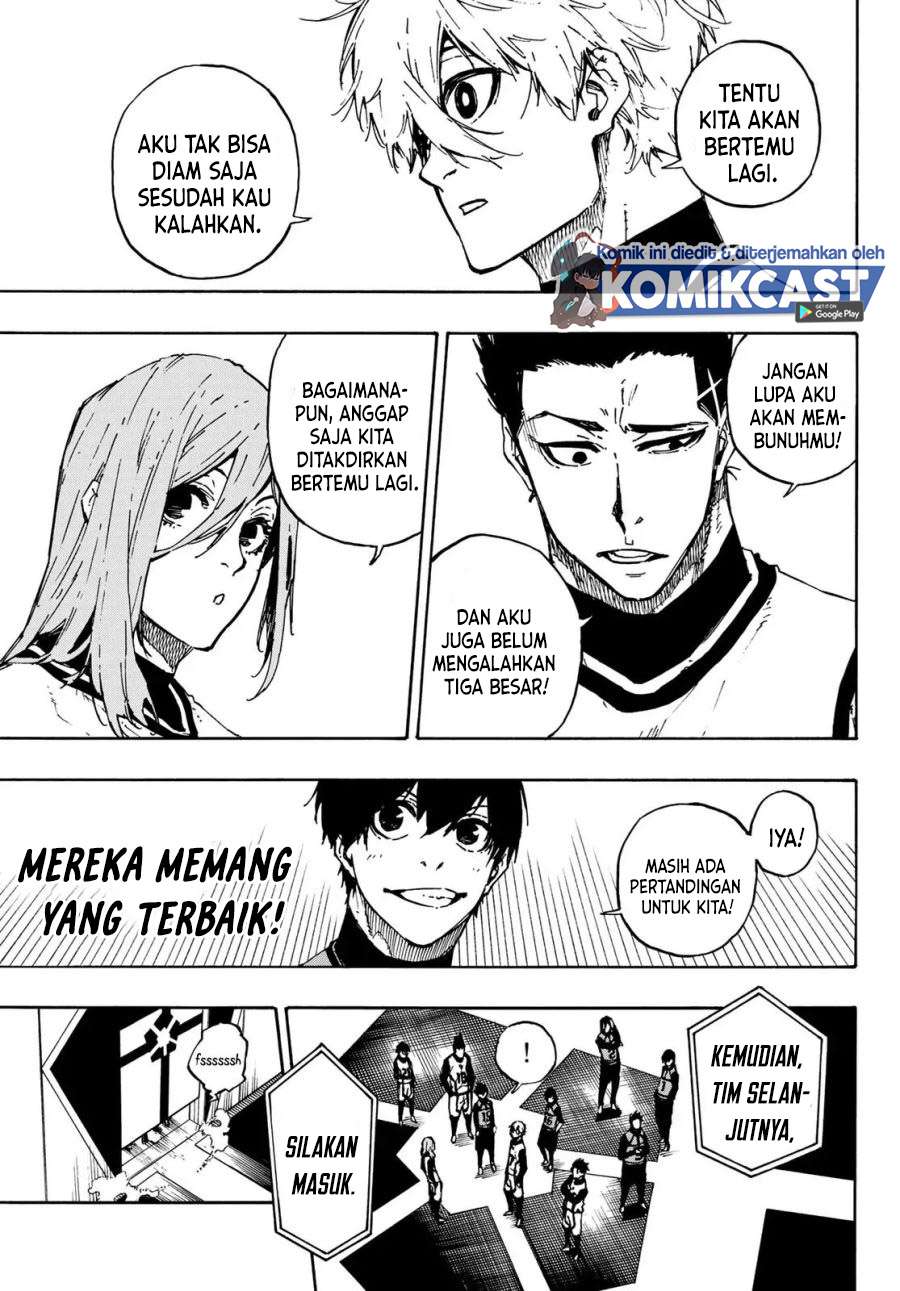 TENTU
KITA AKAN
BERTEMU
LAGI.
AKU TAK BISA
DIAM SAJA
SESUDAH KAU
KALAHKAN.
Komik ini diedit & diterjemahkan oleh
KOMIKCAST
GET IT ON
Google Play
JANGAN
LUPA AKU
AKAN MEM-
BUNUHMU!
DAN AKU
JUGA BELUM
MENGALAHKAN
TIGA BESAR!
BAGAIMANA-
PUN, ANGGAP
SAJA KITA
DITAKDIRKAN
BERTEMU LAGI.
IYA!
MASIH ADA
PERTANDINGAN
UNTUK KITA!
MEREKA MEMANG
YANG TERBAIK!
KEMUDIAN,
TIM SELAN-
JUTNYA,
!
SILAKAN
MASUK.
fssssssh